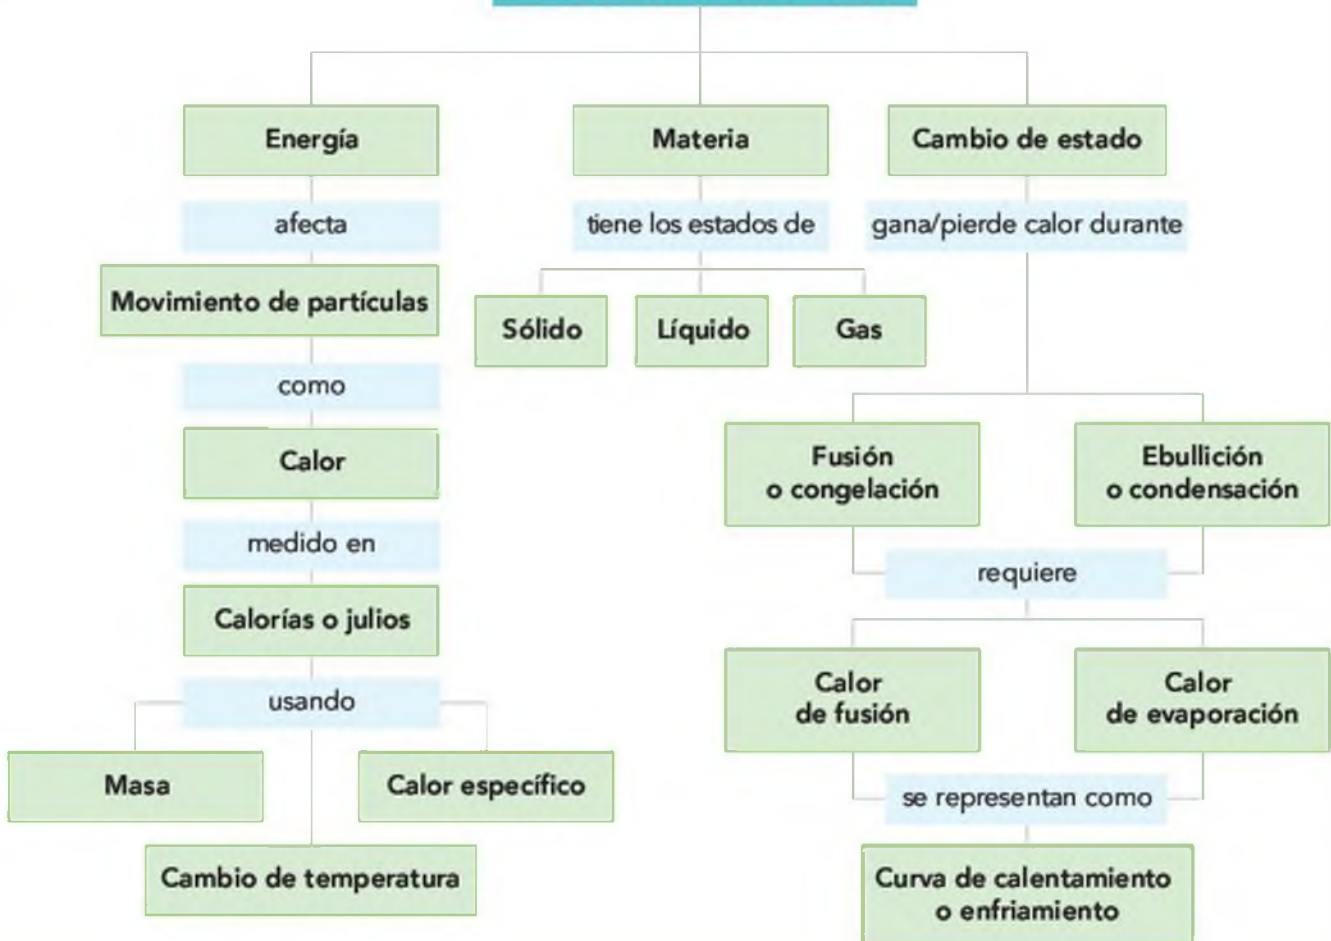 Energía
Materia
Cambio de estado
afecta
tiene los estados de
gana/pierde calor durante
Movimiento de partículas
Sólido
Líquido
Gas
como
Calor
Fusión
o congelación
Ebullición
o condensación
medido en
requiere
Calorías o julios
usando
Calor
de fusión
Calor
de evaporación
Masa
Calor específico
se representan como
Cambio de temperatura
Curva de calentamiento
o enfriamiento